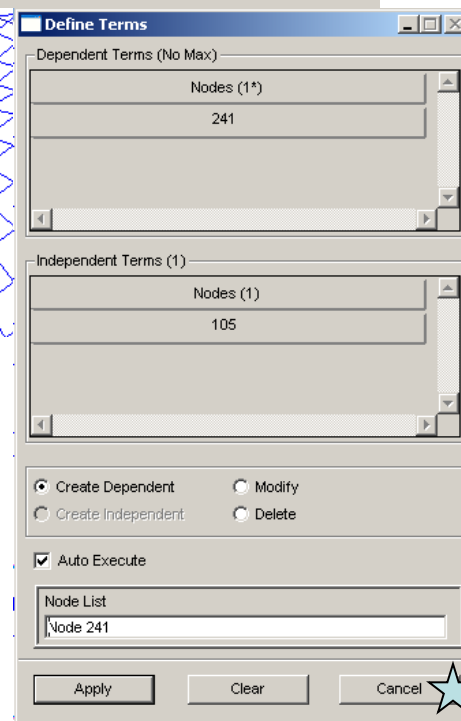 Define Terms
Dependent Terms (No Max)
Nodes (1*)
241
Independent Terms (1)
Nodes (1)
105
Create Dependent
Modify
Create Independent
Delete
Auto Execute
Node List
Node 241
Apply
Clear
Cancel